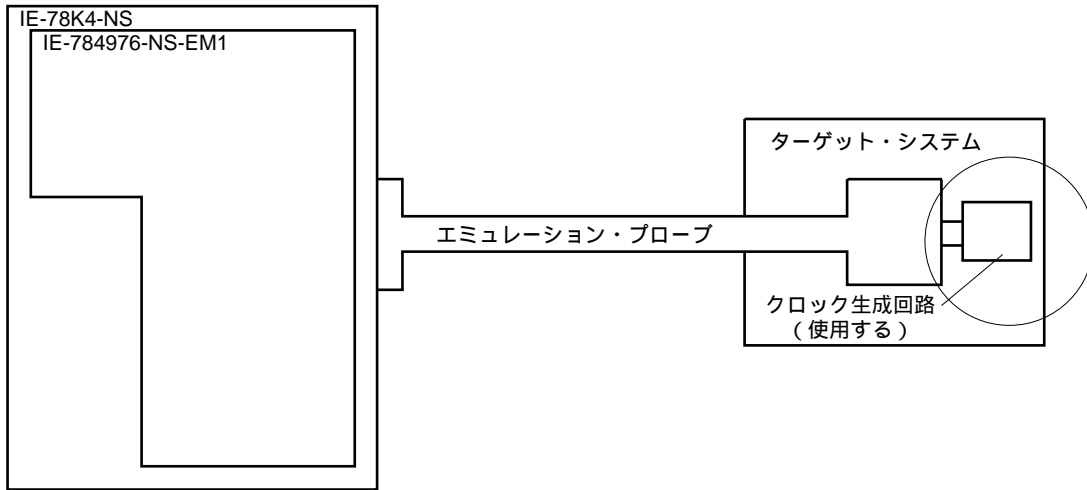 IE-78K4-NS
IE-784976-NS-EM1
ターゲット・システム
エミュレーション・プローブ
クロック生成回路
（使用する）